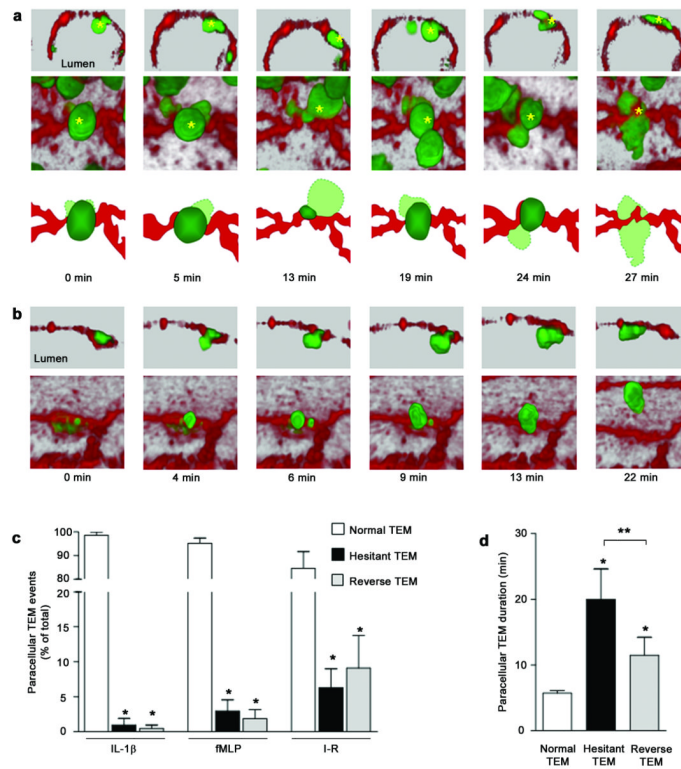 a
Lumen
* * * * * *
* * * * * *
0 min 5 min 13 min 19 min 24 min 27 min
b
Lumen
0 min 4 min 6 min 9 min 13 min 22 min
c
Paracellular TEM events
(% of total)
100
90
80
20
15
10
5
0
Normal TEM
Hesitant TEM
Reverse TEM
* * * * * *
IL-1β fMLP I-R
d
Paracellular TEM duration (min)
30
20
10
0
**
* *
Normal Hesitant Reverse
TEM TEM TEM